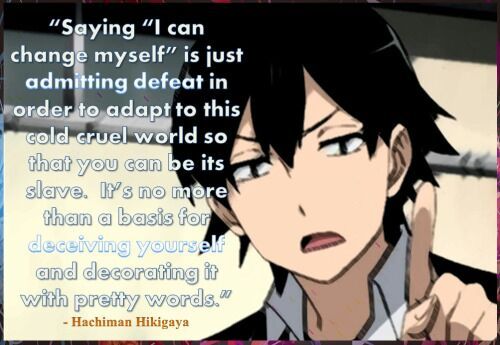 “Saying “I can
change myself” is just
admitting defeat in
order to adapt to this
cold cruel world so
that you can be its
slave. It’s no more
than a basis for
deceiving yourself
and decorating it
with pretty words.”
- Hachiman Hikigaya